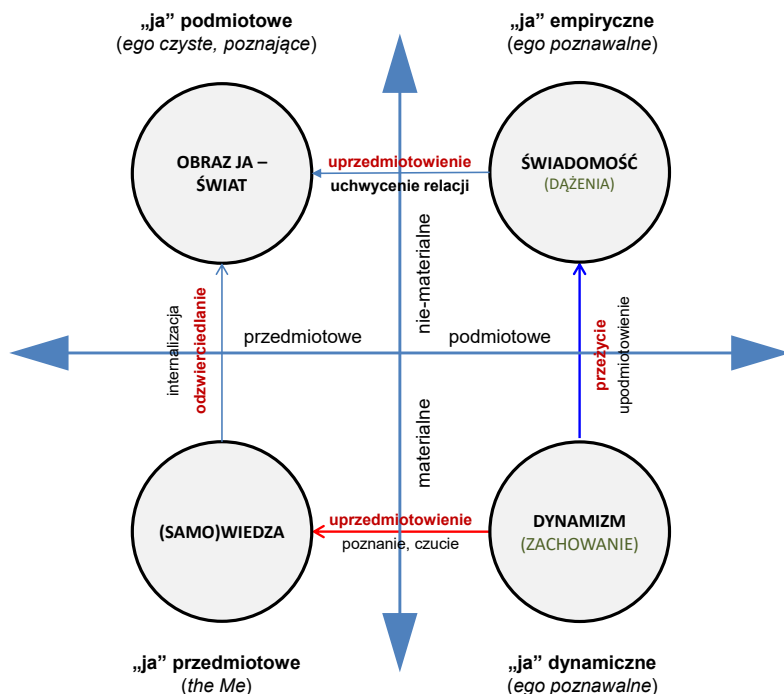 „ja” podmiotowe
(ego czyste, poznające)
„ja” empiryczne
(ego poznawalne)
OBRAZ JA –
ŚWIAT
uprzedmiotowienie
uchwycenie relacji
ŚWIADOMOŚĆ
(DĄŻENIA)
internalizacja
odzwierciedlanie
przedmiotowe
nie-materialne
podmiotowe
przeżycie
upodmiotowienie
materialne
(SAMO)WIEDZA
uprzedmiotowienie
poznanie, czucie
DYNAMIZM
(ZACHOWANIE)
„ja” przedmiotowe
(the Me)
„ja” dynamiczne
(ego poznawalne)